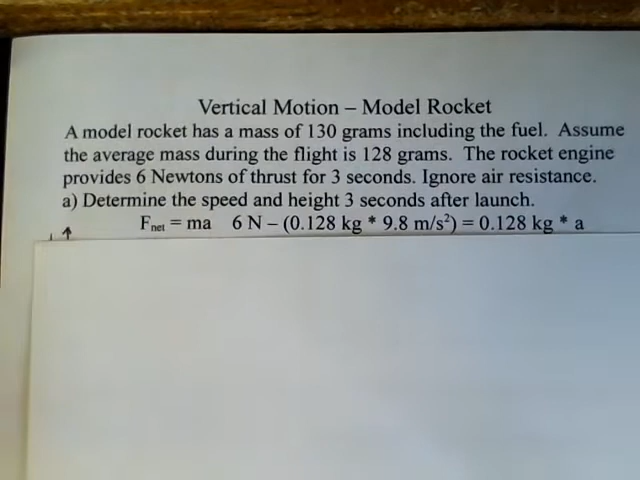 Vertical Motion – Model Rocket
A model rocket has a mass of 130 grams including the fuel. Assume
the average mass during the flight is 128 grams. The rocket engine
provides 6 Newtons of thrust for 3 seconds. Ignore air resistance.
a) Determine the speed and height 3 seconds after launch.
Fnet = ma 6 N – (0.128 kg * 9.8 m/s²) = 0.128 kg * a